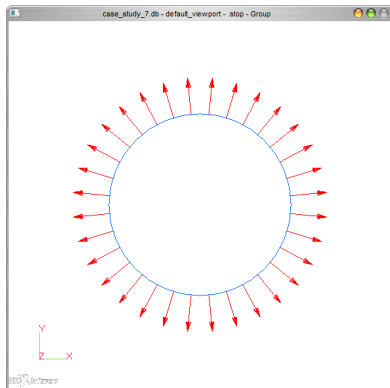 case_study_7.db - default_viewport - .stop - Group
Y
Z X